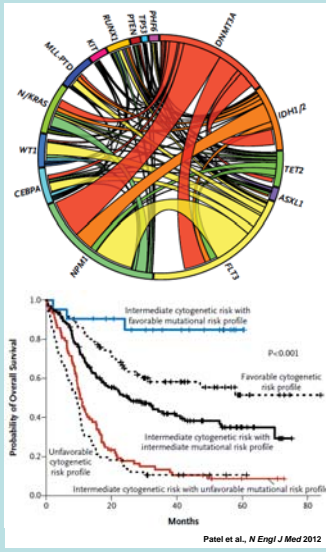 PHF6
TP53
PTEN
RUNX1
KIT
MLL-PTD
N/KRAS
WT1
CEBPA
NPM1
FLT3
ASXL1
TET2
IDH1/2
DNMT3A
Probability of Overall Survival
1.0
0.8
0.6
0.4
0.2
0.0
Intermediate cytogenetic risk with
favorable mutational risk profile
P<0.001
Favorable cytogenetic
risk profile
Intermediate cytogenetic risk with
intermediate mutational risk profile
Unfavorable
cytogenetic
risk profile
Intermediate cytogenetic risk with unfavorable mutational risk profile
0
20
40
60
80
Months
Patel et al., N Engl J Med 2012